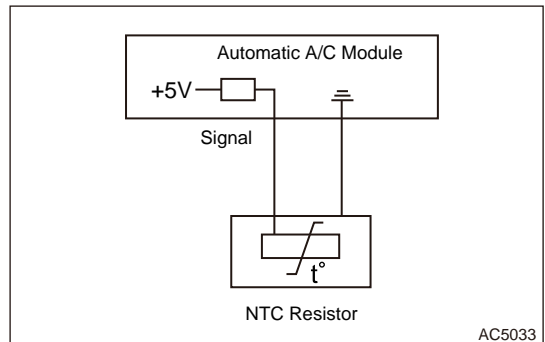 Automatic A/C Module
+5V
Signal
t°
NTC Resistor
AC5033